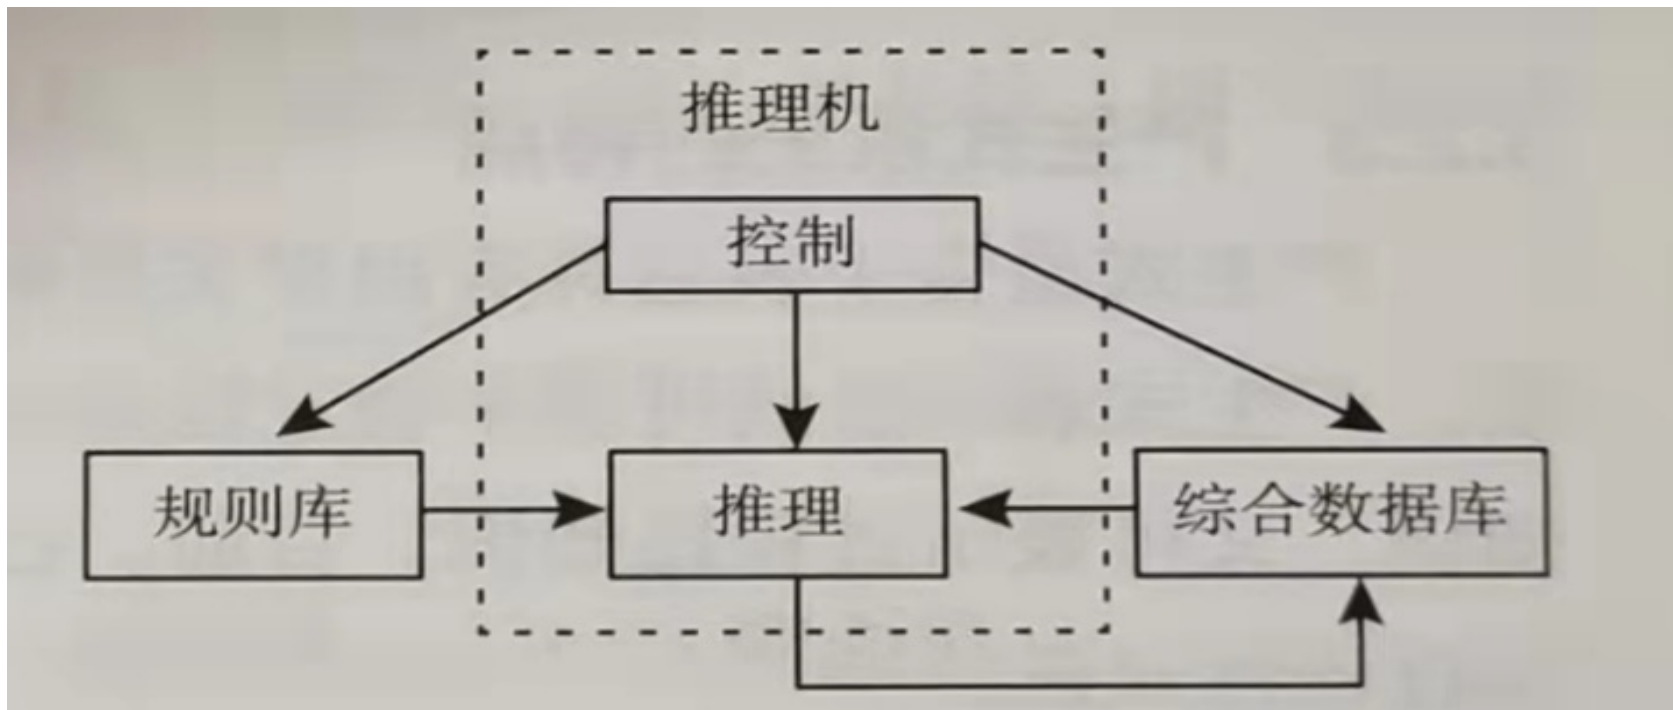 推理机
控制
规则库
推理
综合数据库